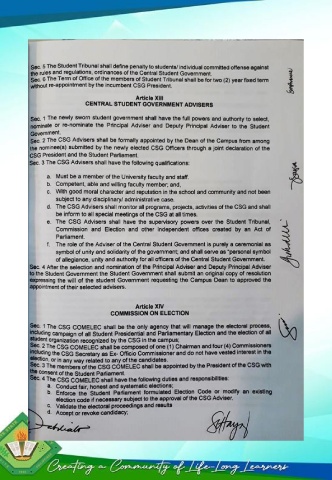 Sec. 5 The Student Tribunal shall define penalty to students/ individual committed offense against
the rules and regulations, ordinances of the Central Student Government.
Sec. 6 The Term of Office of the members of Student Tribunal shall be for two (2) year fixed term
without re-appointment by the incumbent CSG President.
Article XIII
CENTRAL STUDENT GOVERNMENT ADVISERS
Sec. 1 The newly sworn student government shall have the full powers and authority to select,
nominate or re-nominate the Principal Adviser and Deputy Principal Adviser to the Student
Government.
Sec. 2 The CSG Advisers shall be formally appointed by the Dean of the Campus from among
the nominee(s) submitted by the newly elected CSG Officers through a joint declaration of the
CSG President and the Student Parliament.
Sec. 3 The CSG Advisers shall have the following qualifications:
a. Must be a member of the University faculty and staff
b. Competent, able and willing faculty member; and,
c. With good moral character and reputation in the school and community and not been
subject to any disciplinary administrative case.
d. The CSG Advisers shall monitor all programs, projects, activities of the CSG and shall
be inform to all special meetings of the CSG at all times.
e. The CSG Advisers shall have the supervisory powers over the Student Tribunal,
Commission and Election and other independent offices created by an Act of
Parliament.
f. The role of the Adviser of the Central Student Government is purely a ceremonial as
symbol of unity and solidarity of the government; and shall serve as "personal symbol
of allegiance, unity and authority for all officers of the Central Student Government.
Sec. 4 After the selection and nomination of the Principal Adviser and Deputy Principal Adviser
to the Student Government the Student Government shall submit an original copy of resolution
expressing the will of the student Government requesting the Campus Dean to approved the
appointment of their selected advisers.
Article XIV
COMMISSION ON ELECTION
Sec. 1 The CSG COMELEC shall be the only agency that will manage the electoral process,
including campaign of all Student Presidential and Parliamentary Election and the election of all
student organization recognized by the CSG in the campus;
Sec. 2 The CSG COMELEC shall be composed of one (1) Chairmen and four (4) Commissioners
including the CSG Secretary as Ex- Officio Commissioner and do not have vested interest in the
election, or in any way related to any of the candidates.
Sec. 3 The members of the CSG COMELEC shall be appointed by the President of the CSG with
the consent of the Student Parliament
Sec. 4 The CSG COMELEC shall have the following duties and responsibilities:
a. Conduct fair, honest and systematic elections;
b. Enforce the Student Parliament formulated Election Code or modify an existing
election code if necessary subject to the approval of the CSG Adviser.
c. Validate the electoral proceedings and results
d. Accept or revoke candidacy;
Creating a Community of Life-Long Learners